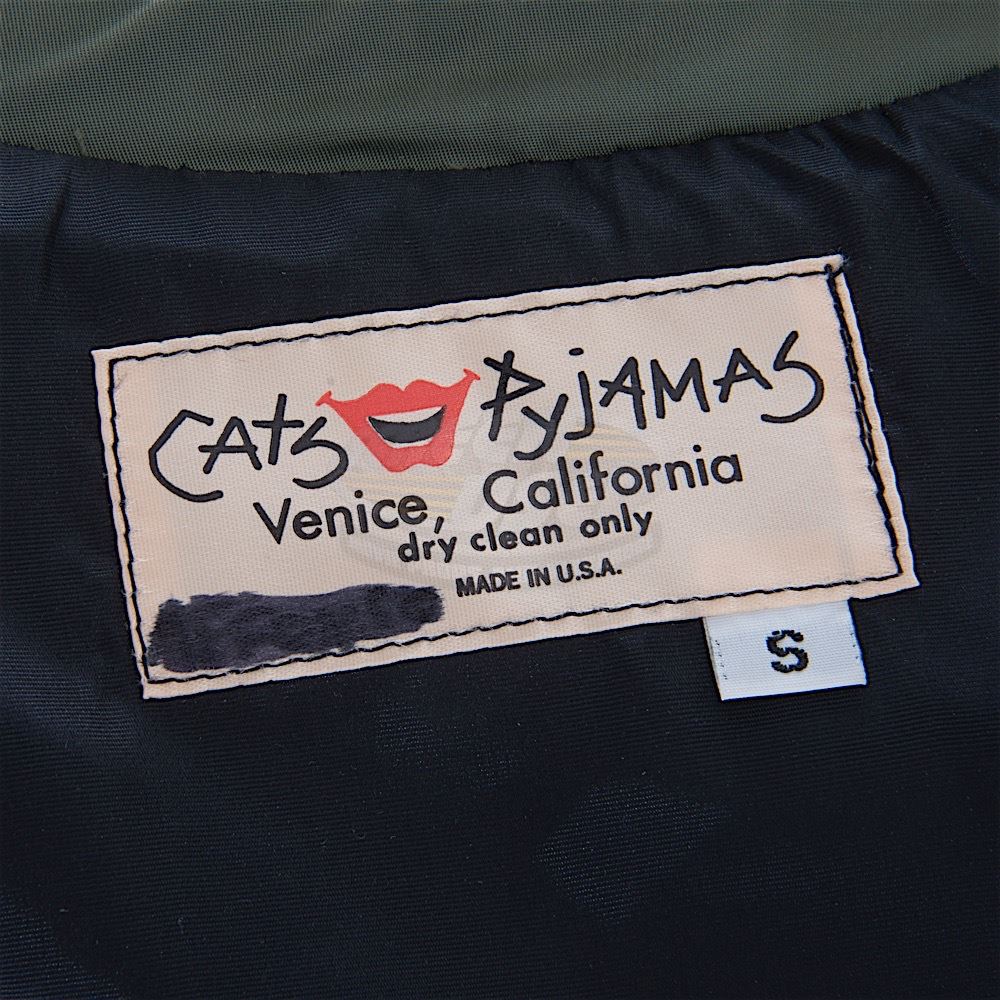 CATS PyjAMAS
Venice, California
dry clean only
MADE IN U.S.A.
S